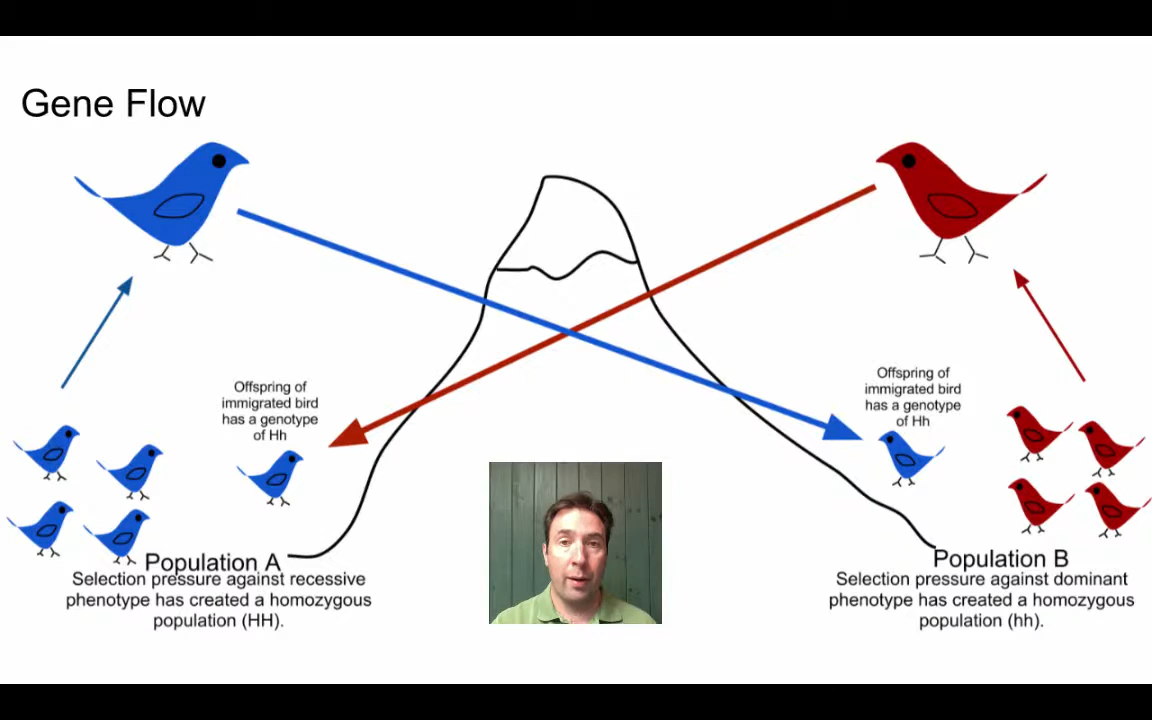 Gene Flow
Offspring of
immigrated bird
has a genotype
of Hh
Offspring of
immigrated bird
has a genotype
of Hh
Population A
Selection pressure against recessive
phenotype has created a homozygous
population (HH).
Population B
Selection pressure against dominant
phenotype has created a homozygous
population (hh).